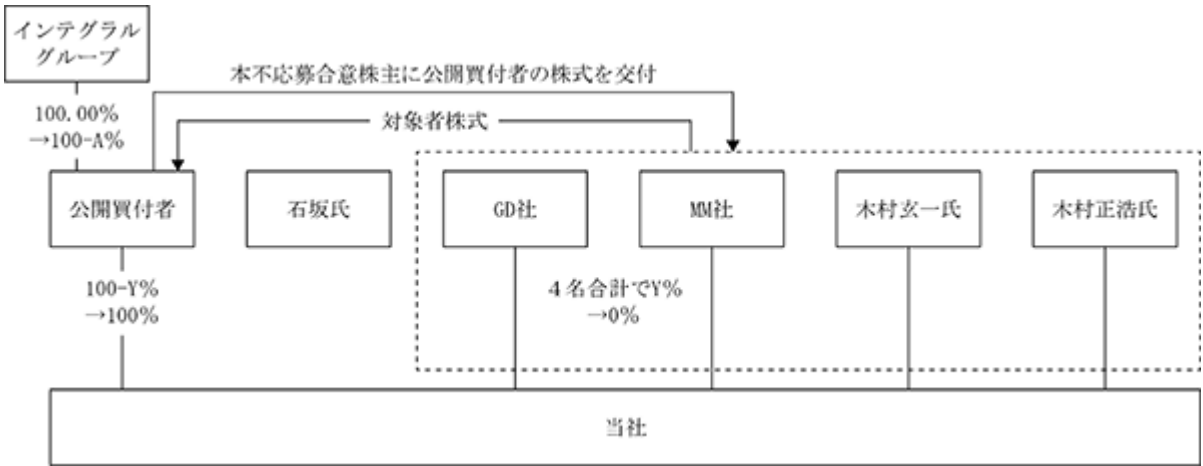 インテグラル
グループ
本不応募合意株主に公開買付者の株式を交付
100.00%
→100-A%
対象者株式
公開買付者
石坂氏
GD社
MM社
木村玄一氏
木村正浩氏
100-Y%
→100%
４名合計でY%
→0%
当社